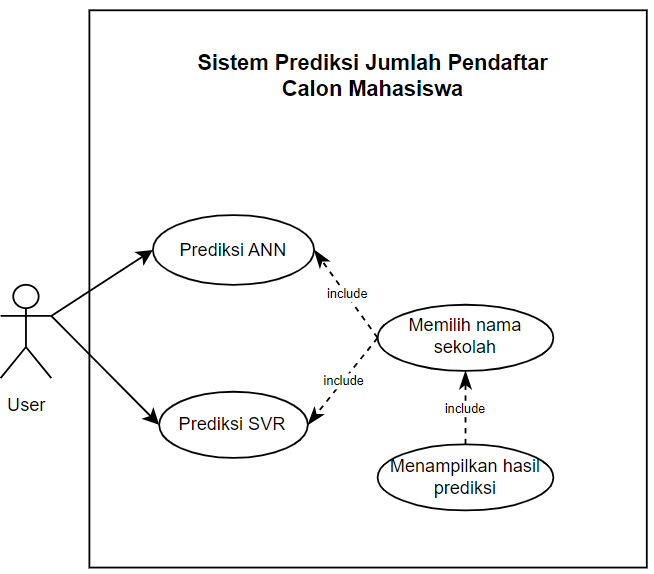 Sistem Prediksi Jumlah Pendaftar
Calon Mahasiswa
Prediksi ANN
include
Memilih nama
sekolah
include
User
Prediksi SVR
include
Menampilkan hasil
prediksi